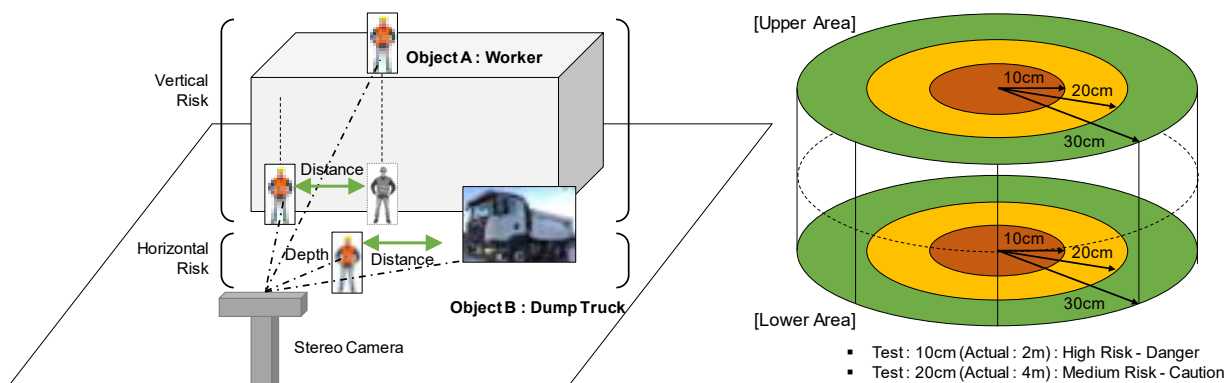 Vertical
Risk
Object A : Worker
Distance
Horizontal
Risk
Depth
Distance
Object B : Dump Truck
Stereo Camera
[Upper Area]
10cm
20cm
30cm
10cm
20cm
30cm
[Lower Area]
▪ Test : 10cm (Actual : 2m) : High Risk - Danger
▪ Test : 20cm (Actual : 4m) : Medium Risk - Caution